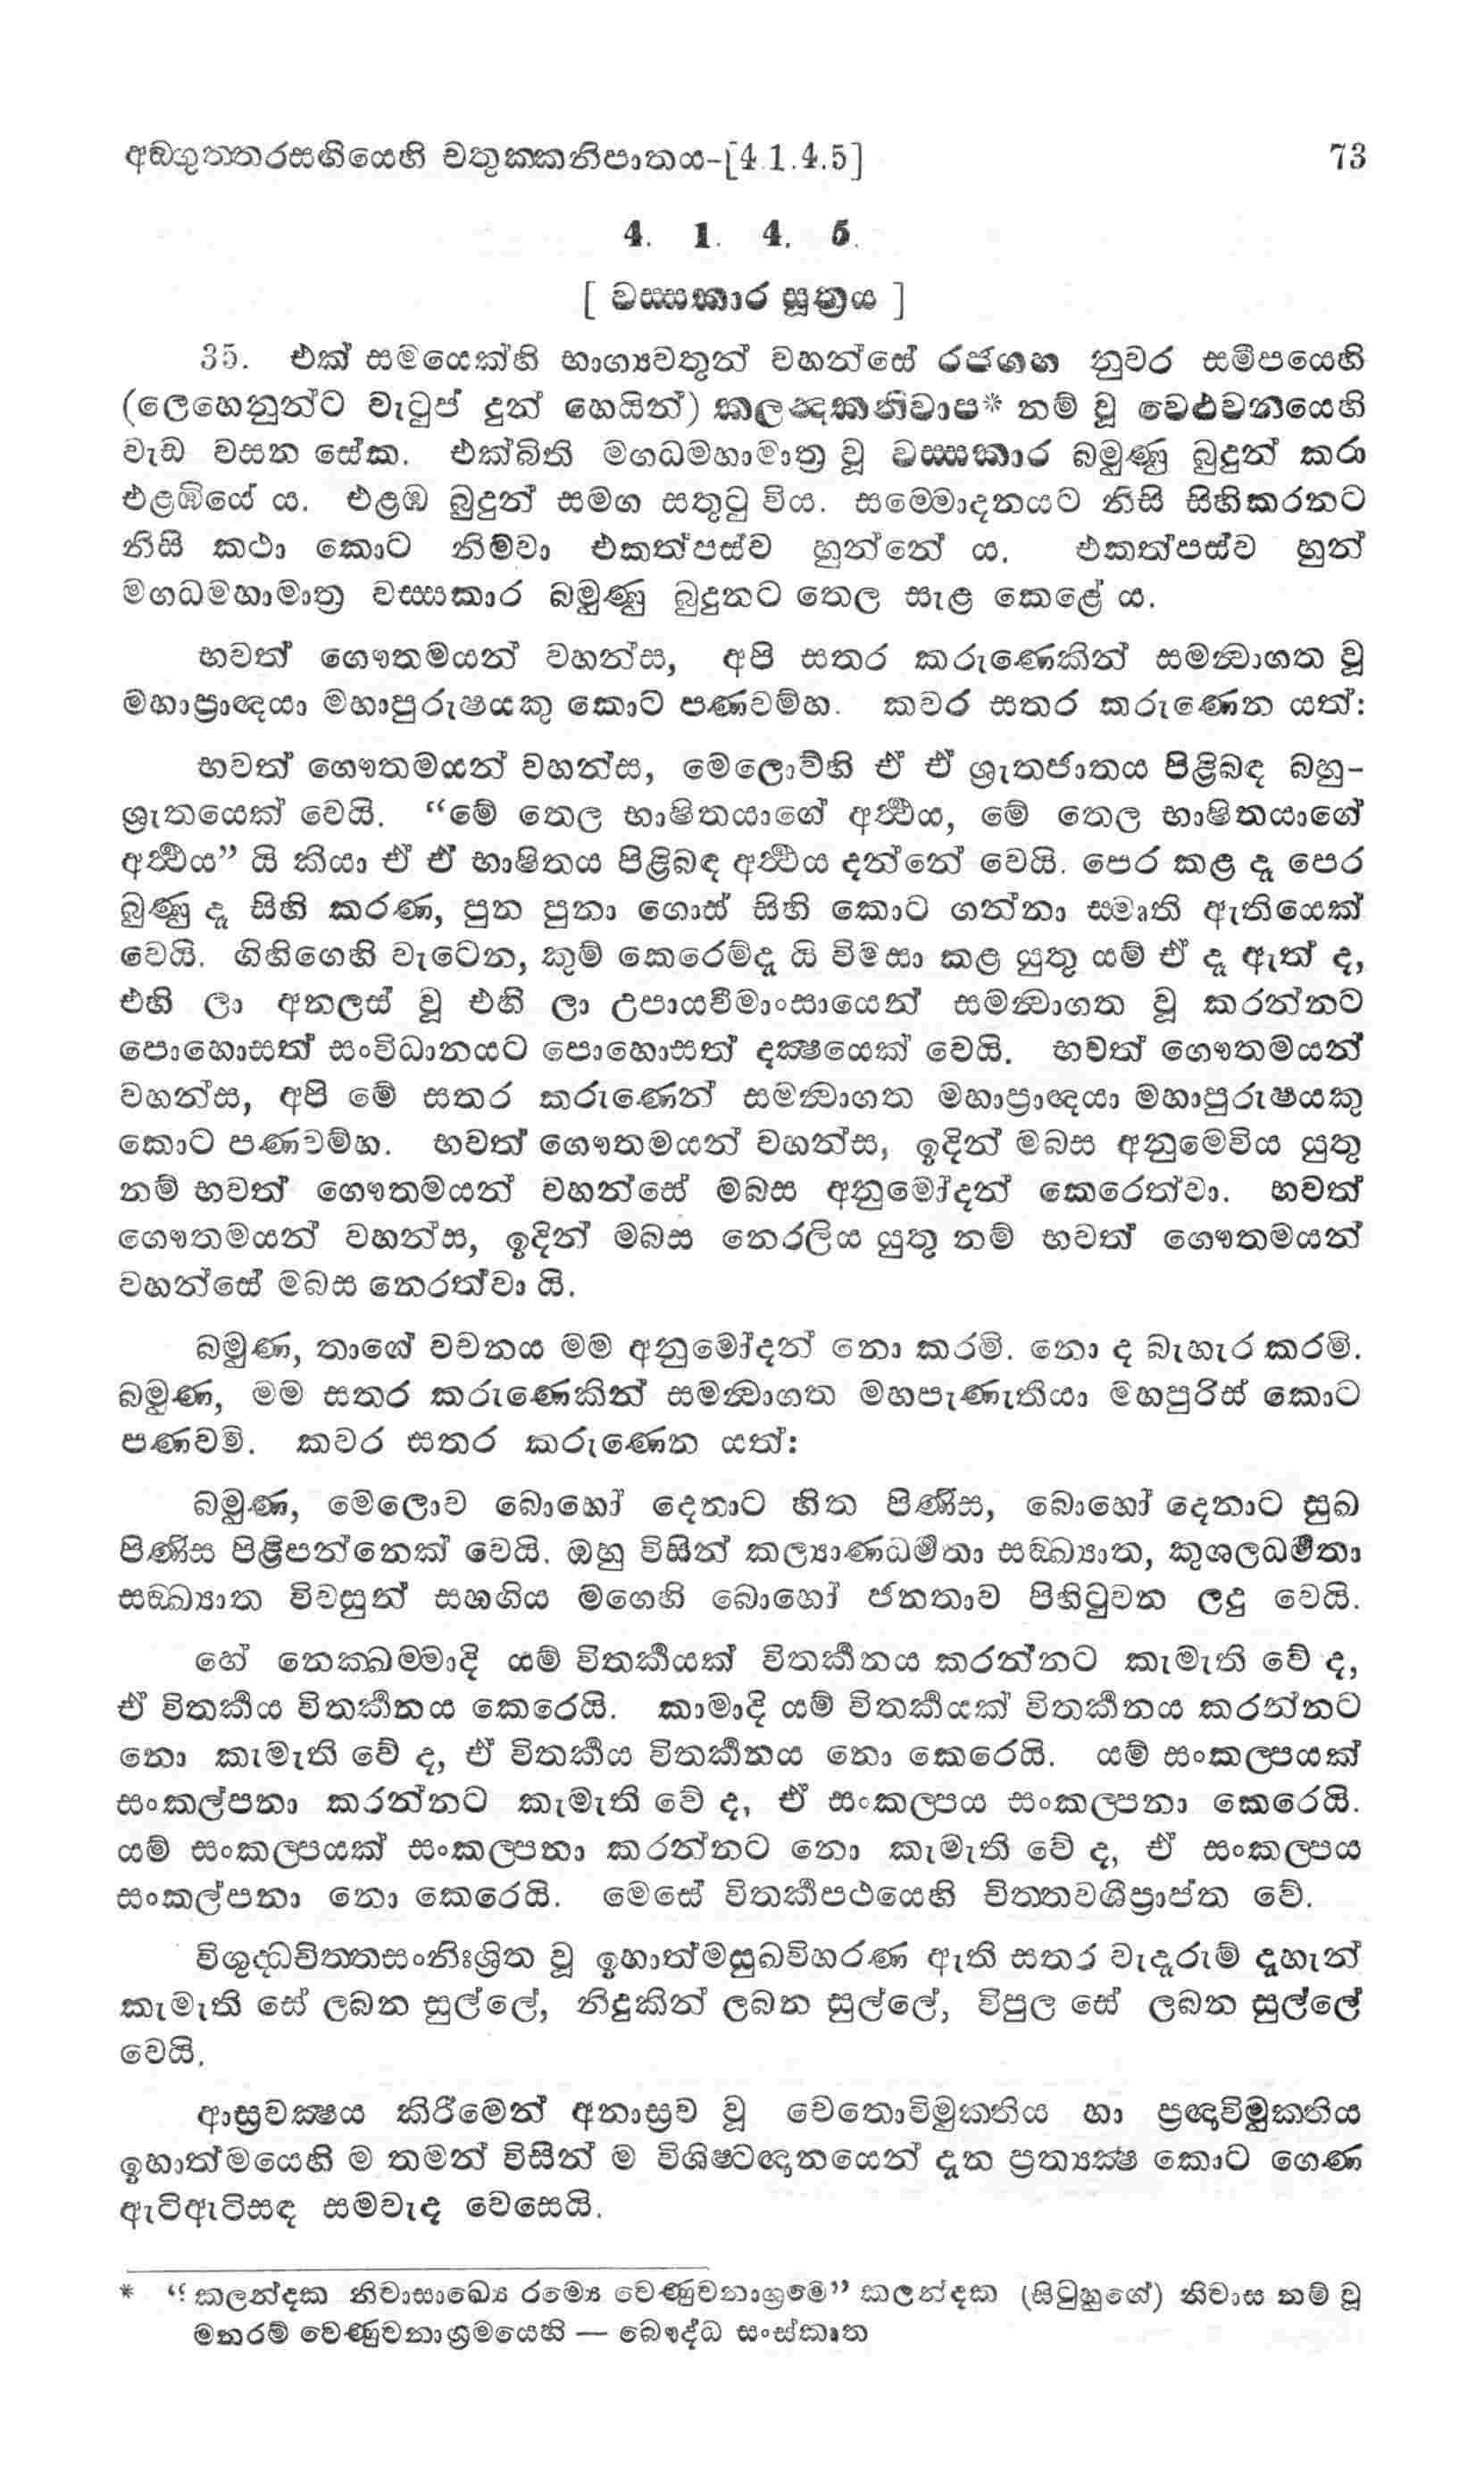 අඞගුත්තරසඟියෙහි චතුක්කනිපාතය-[4.1.4.5] 73
4. 1. 4. 5.
[ වස්සකාර සූත්‍රය ]
35. එක් සමයෙක්හි භාග්‍යවතුන් වහන්සේ රජගහ නුවර සමීපයෙහි
(ලෙහෙනුන්ට වැටුප් දුන් හෙයින්) කලඤකනිවාප* නම් වූ වෙළුවනයෙහි
වැඩ වසන සේක. එක්බිති මගධමහාමාත්‍ර වූ වස්සකාර බමුණු බුදුන් කරා
එළඹියේ ය. එළඹ බුදුන් සමග සතුටු විය. සම්මොදනයට නිසි සිහිකරනට
නිසි කථා කොට නිමවා එකත්පස්ව හුන්නේ ය. එකත්පස්ව හුන්
මගධමහාමාත්‍ර වස්සකාර බමුණු බුදුනට තෙල සැළ කෙළේ ය.
භවත් ගෞතමයන් වහන්ස, අපි සතර කරුණෙකින් සමන්‍වාගත වූ
මහාප්‍රාඥයා මහාපුරුෂයකු කොට පණවම්හ. කවර සතර කරුණෙන යත්:
භවත් ගෞතමයන් වහන්ස, මෙලොව්හි ඒ ඒ ශ්‍රැතජාතය පිළිබඳ බහු-
ශ්‍රැතයෙක් වෙයි. “මේ තෙල භාෂිතයාගේ අර්‍ථය, මේ තෙල භාෂිතයාගේ
අර්‍ථය” යි කියා ඒ ඒ භාෂිතය පිළිබඳ අර්‍ථය දන්නේ වෙයි. පෙර කළ දෑ පෙර
බුණු දෑ සිහි කරණ, පුන පුනා ගොස් සිහි කොට ගන්නා සමෘති ඇතියෙක්
වෙයි. ගිහිගෙහි වැටෙන, කුම් කෙරෙම්දෑ යි විමසා කළ යුතු යම් ඒ දෑ ඇත් ද,
එහි ලා අනලස් වූ එහි ලා උපායවීමාංසායෙන් සමන්‍වාගත වූ කරන්නට
පොහොසත් සංවිධානයට පොහොසත් දක්‍ෂයෙක් වෙයි. භවත් ගෞතමයන්
වහන්ස, අපි මේ සතර කරුණෙන් සමන්‍වාගත මහාප්‍රාඥයා මහාපුරුෂයකු
කොට පණවම්හ. භවත් ගෞතමයන් වහන්ස, ඉදින් මබස අනුමෙවිය යුතු
නම් භවත් ගෞතමයන් වහන්සේ මබස අනුමෝදන් කෙරෙත්වා. භවත්
ගෞතමයන් වහන්ස, ඉදින් මබස නෙරලිය යුතු නම් භවත් ගෞතමයන්
වහන්සේ මබස නෙරත්වා යි.
බමුණ, තාගේ වචනය මම අනුමෝදන් නො කරමි. නො ද බැහැර කරමි.
බමුණ, මම සතර කරුණෙකින් සමන්‍වාගත මහපැණැතියා මහපුරිස් කොට
පණවමි. කවර සතර කරුණෙන යත්:
බමුණ, මෙලොව බොහෝ දෙනාට හිත පිණිස, බොහෝ දෙනාට සුඛ
පිණිස පිළිපන්නෙක් වෙයි. ඔහු විසින් කල්‍යාණධර්‍මතා සඞ්ඛ්‍යාත, කුශලධර්‍මතා
සඞ්ඛ්‍යාත විවසුන් සහගිය මගෙහි බොහෝ ජනතාව පිහිටුවන ලදු වෙයි.
හේ නෙක්ඛම්මාදි යම් විතර්‍කයක් විතර්‍කනය කරන්නට කැමැති වේ ද,
ඒ විතර්‍කය විතර්‍කනය කෙරෙයි. කාමාදි යම් විතර්‍කයක් විතර්‍කනය කරන්නට
නො කැමැති වේ ද, ඒ විතර්‍කය විතර්‍කනය නො කෙරෙයි. යම් සංකල්පයක්
සංකල්පනා කරන්නට කැමැති වේ ද, ඒ සංකල්පය සංකල්පනා කෙරෙයි.
යම් සංකල්පයක් සංකල්පනා කරන්නට නො කැමැති වේ ද, ඒ සංකල්පය
සංකල්පනා නො කෙරෙයි. මෙසේ විතර්‍කපථයෙහි චිත්තවශීප්‍රාප්ත වේ.
විශුද්ධචිත්තසංනිඃශ්‍රිත වූ ඉහාත්මසුඛවිහරණ ඇති සතර වැදෑරුම් දෑහැන්
කැමැති සේ ලබන සුල්ලේ, නිදුකින් ලබන සුල්ලේ, විපුල සේ ලබන සුල්ලේ
වෙයි.
ආස්‍රවක්‍ෂය කිරීමෙන් අනාස්‍රව වූ චෙතොවිමුක්තිය හා ප්‍රඥාවිමුක්තිය
ඉහාත්මයෙහි ම තමන් විසින් ම විශිෂ්ටඥානයෙන් දෑන ප්‍රත්‍යක්‍ෂ කොට ගෙණ
ඇටිඇටිසඳ සමවැද වෙසෙයි.
* “කලන්දක නිවාසාඛ්‍යෙ රම්‍යෙ වෙණුවනාශ්‍රමෙ” කලන්දක (සිටුහුගේ) නිවාස නම් වූ
මනරම් වෙණුවනාශ්‍රමයෙහි — බෞද්ධ සංස්කෘත